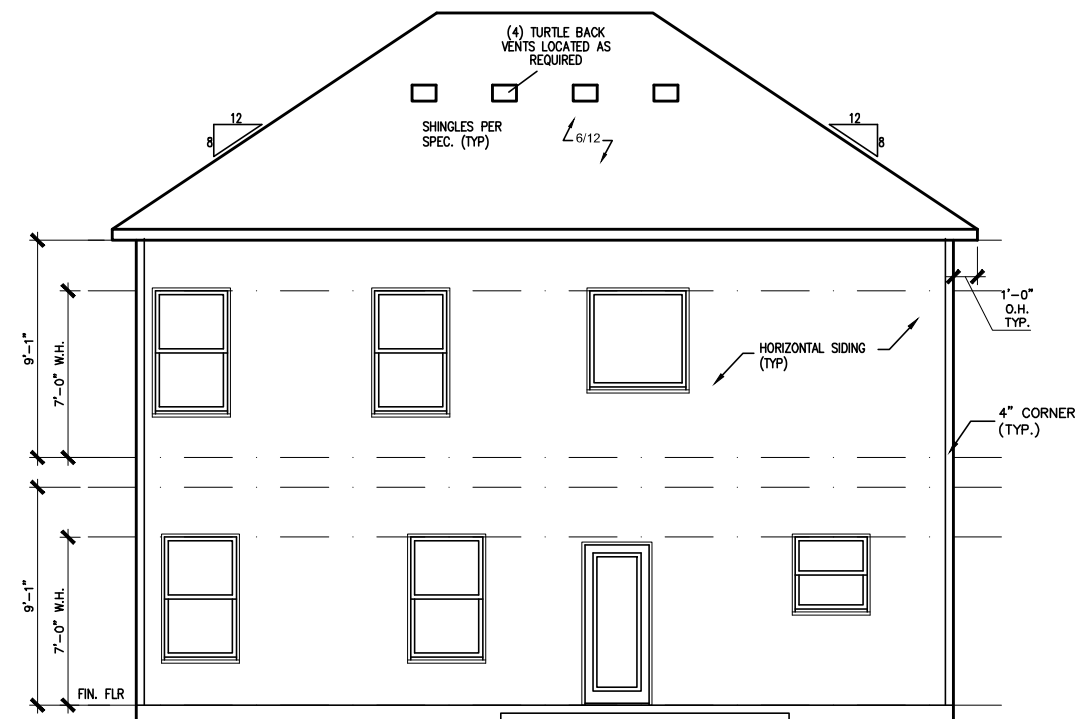 (4) TURTLE BACK
VENTS LOCATED AS
REQUIRED
12
8
SHINGLES PER
SPEC. (TYP)
6/12
12
8
9'-1"
7'-0" W.H.
1'-0"
O.H.
TYP.
HORIZONTAL SIDING
(TYP)
4" CORNER
(TYP.)
9'-1"
7'-0" W.H.
FIN. FLR